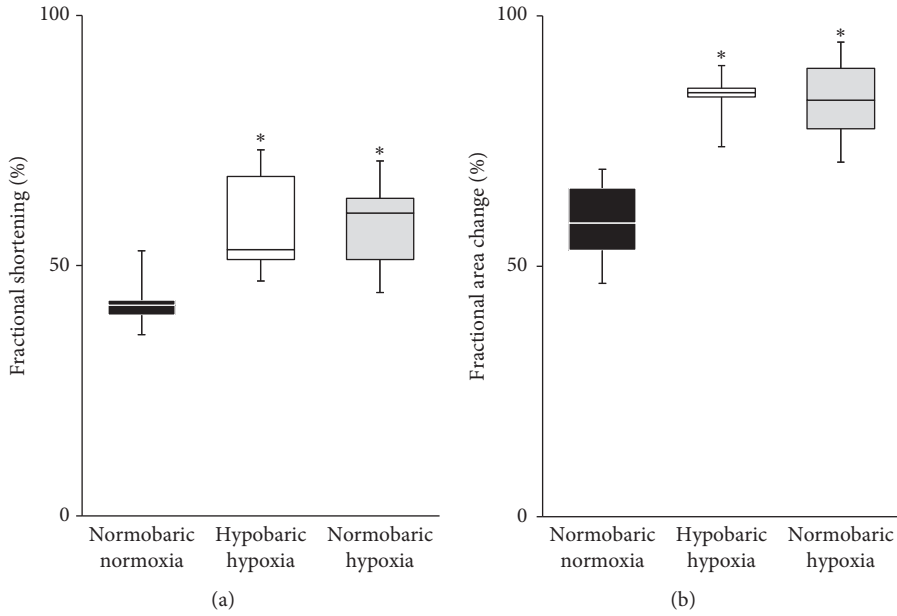 100
50
0
Fractional shortening (%)
*
*
Normobaric
normoxia
Hypobaric
hypoxia
Normobaric
hypoxia
(a)
100
50
0
Fractional area change (%)
*
*
Normobaric
normoxia
Hypobaric
hypoxia
Normobaric
hypoxia
(b)